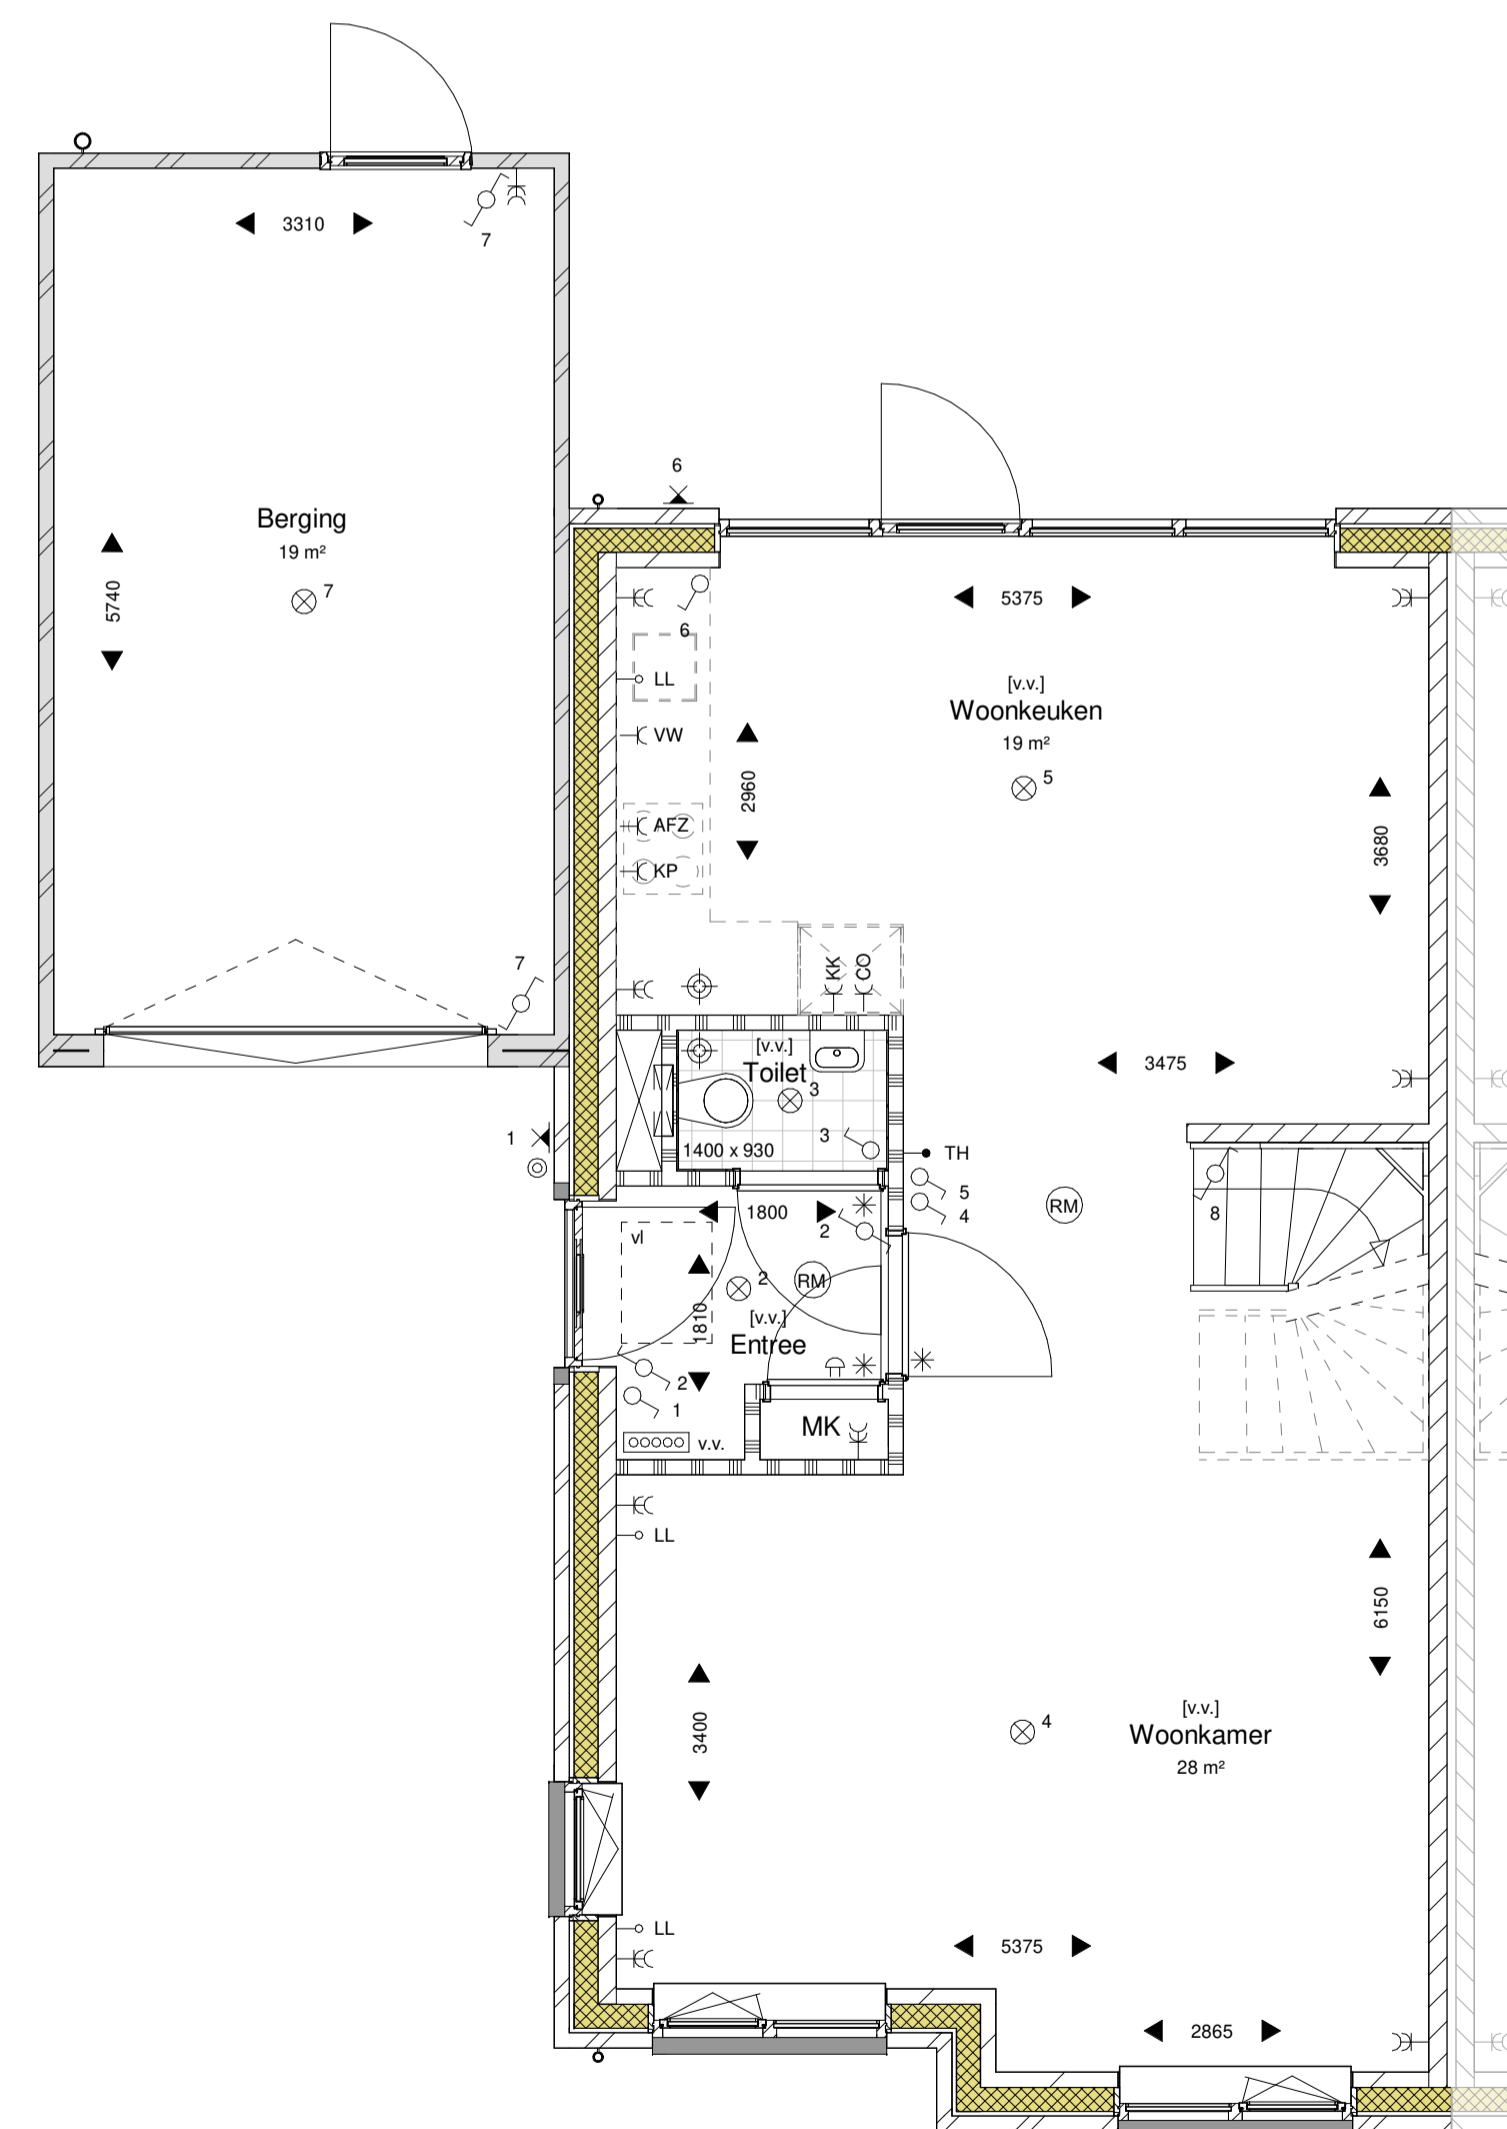 3310
7
6
Berging
19 m²
7
5740
5375
6
LL
[v.v.]
Woonkeuken
19 m²
VW
5
2960
AFZ
3680
KP
7
KK
CO
[v.v.]
Toilet
3
3475
1
3
1400 x 930
TH
5
4
1800
2
RM
8
vl
2
RM
1810
[v.v.]
Entree
2
1
MK
v.v.
LL
6150
3400
4
[v.v.]
Woonkamer
28 m²
LL
5375
2865